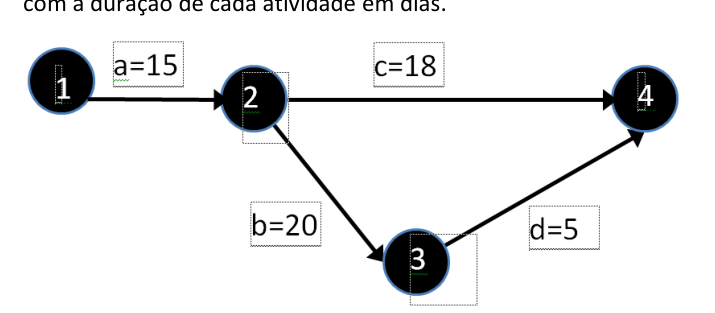 com a duração de cada atividade em dias.
a=15
c=18
1
2
4
b=20
d=5
3